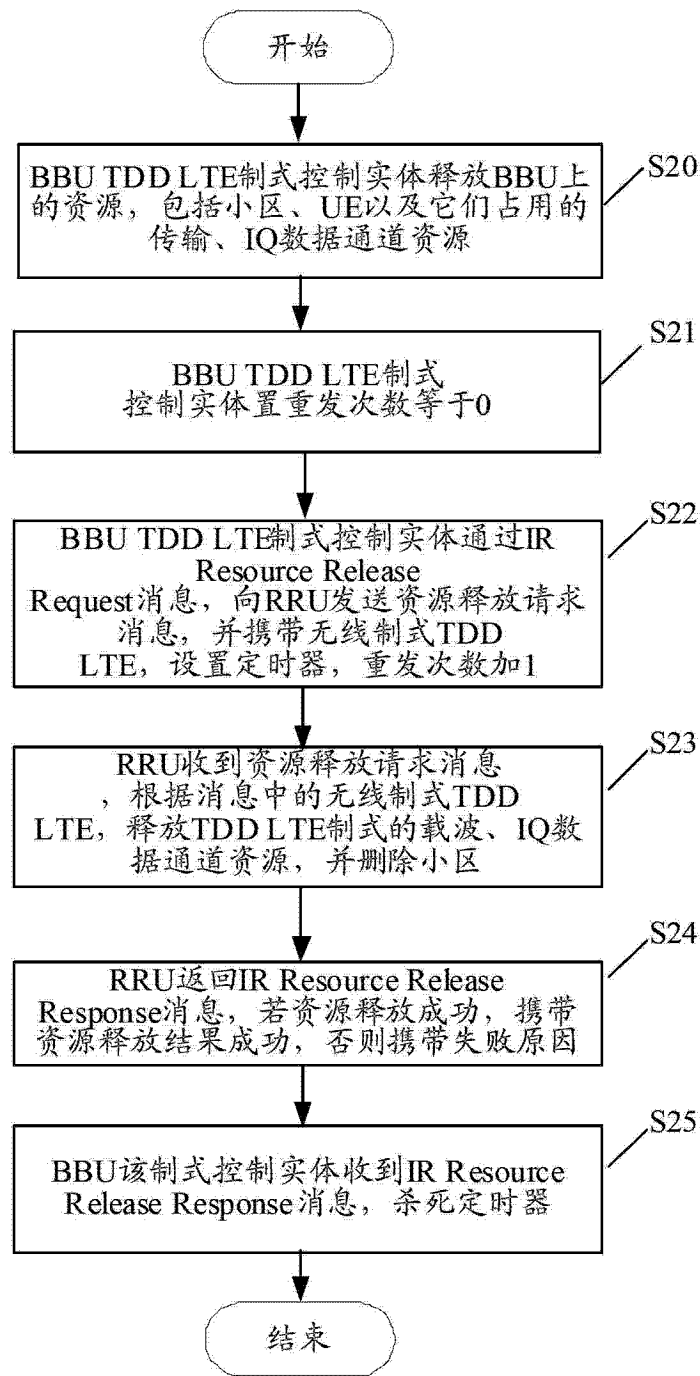 开始
BBU TDD LTE制式控制实体释放BBU上
的资源，包括小区、UE以及它们占用的
传输、IQ数据通道资源
S20
BBU TDD LTE制式
控制实体置重发次数等于0
S21
BBU TDD LTE制式控制实体通过IR
Resource Release
Request消息，向RRU发送资源释放请求
消息，并携带无线制式TDD
LTE，设置定时器，重发次数加1
S22
RRU收到资源释放请求消息
，根据消息中的无线制式TDD
LTE，释放TDD LTE制式的载波、IQ数
据通道资源，并删除小区
S23
RRU返回IR Resource Release
Response消息，若资源释放成功，携带
资源释放结果成功，否则携带失败原因
S24
BBU该制式控制实体收到IR Resource
Release Response消息，杀死定时器
S25
结束